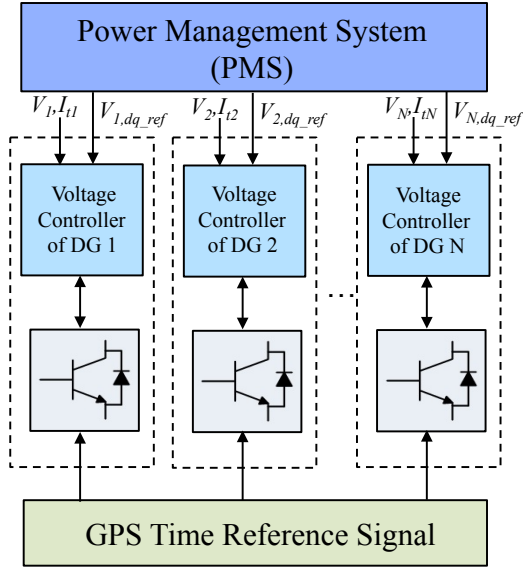 Power Management System
(PMS)
V1,It1 V1,dq_ref V2,It2 V2,dq_ref VN,ItN VN,dq_ref
Voltage
Controller
of DG 1
Voltage
Controller
of DG 2
Voltage
Controller
of DG N
...
GPS Time Reference Signal